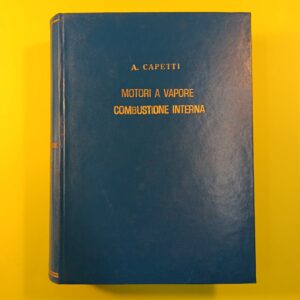 A. CAPETTI
MOTORI A VAPORE
COMBUSTIONE INTERNA